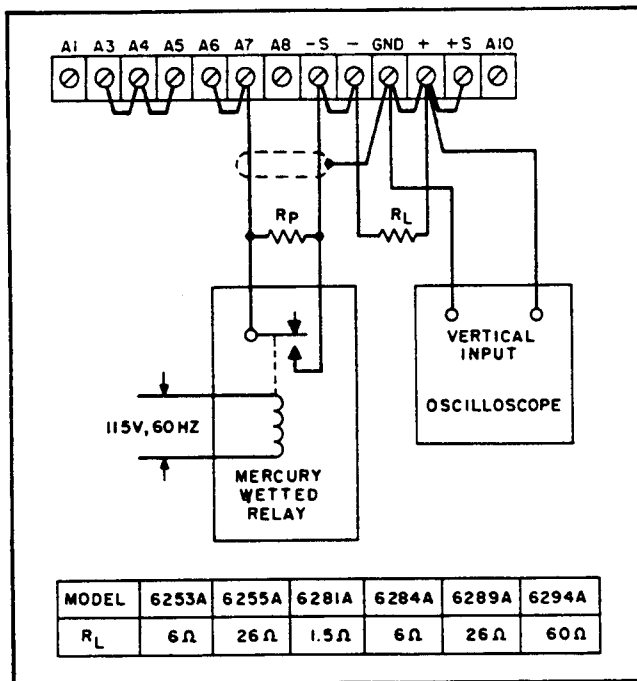 A1 A3 A4 A5 A6 A7 A8 -S - GND + +S A10
RP RL
VERTICAL
INPUT
OSCILLOSCOPE
115V, 60HZ
MERCURY
WETTED
RELAY
MODEL 6253A 6255A 6281A 6284A 6289A 6294A
RL 6Ω 26Ω 1.5Ω 6Ω 26Ω 60Ω